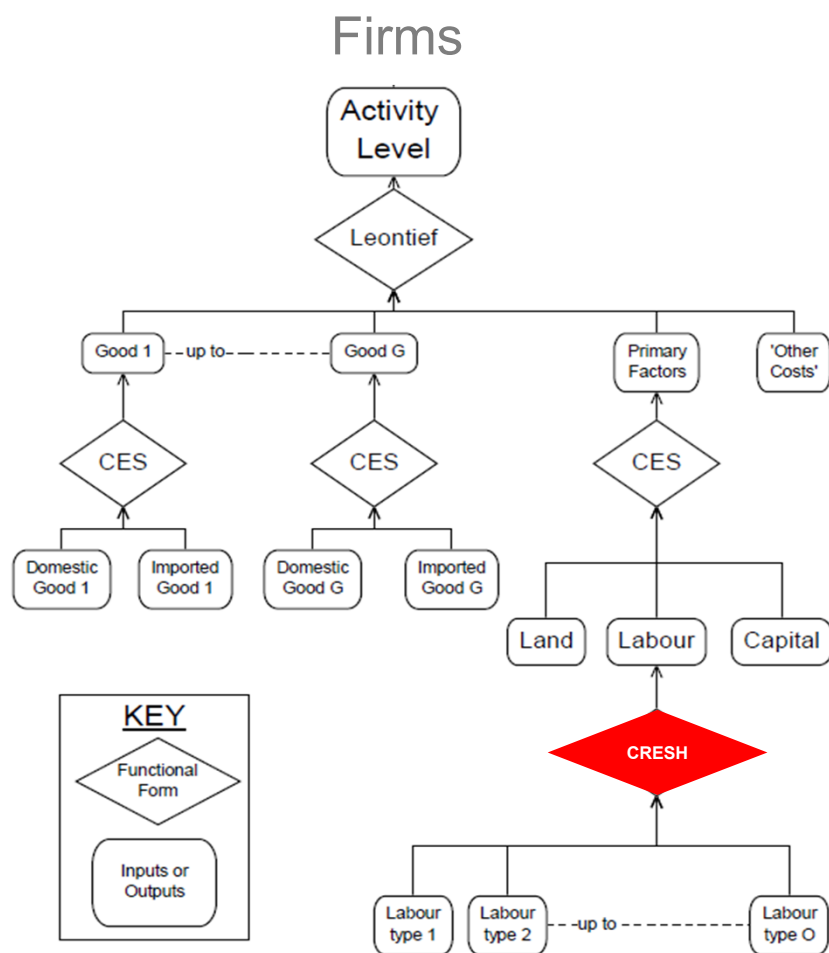 Firms
Activity
Level
Leontief
Good 1
up to
Good G
Primary
Factors
'Other
Costs'
CES
CES
CES
Domestic
Good 1
Imported
Good 1
Domestic
Good G
Imported
Good G
Land
Labour
Capital
KEY
Functional
Form
Inputs or
Outputs
CRESH
Labour
type 1
Labour
type 2
up to
Labour
type O